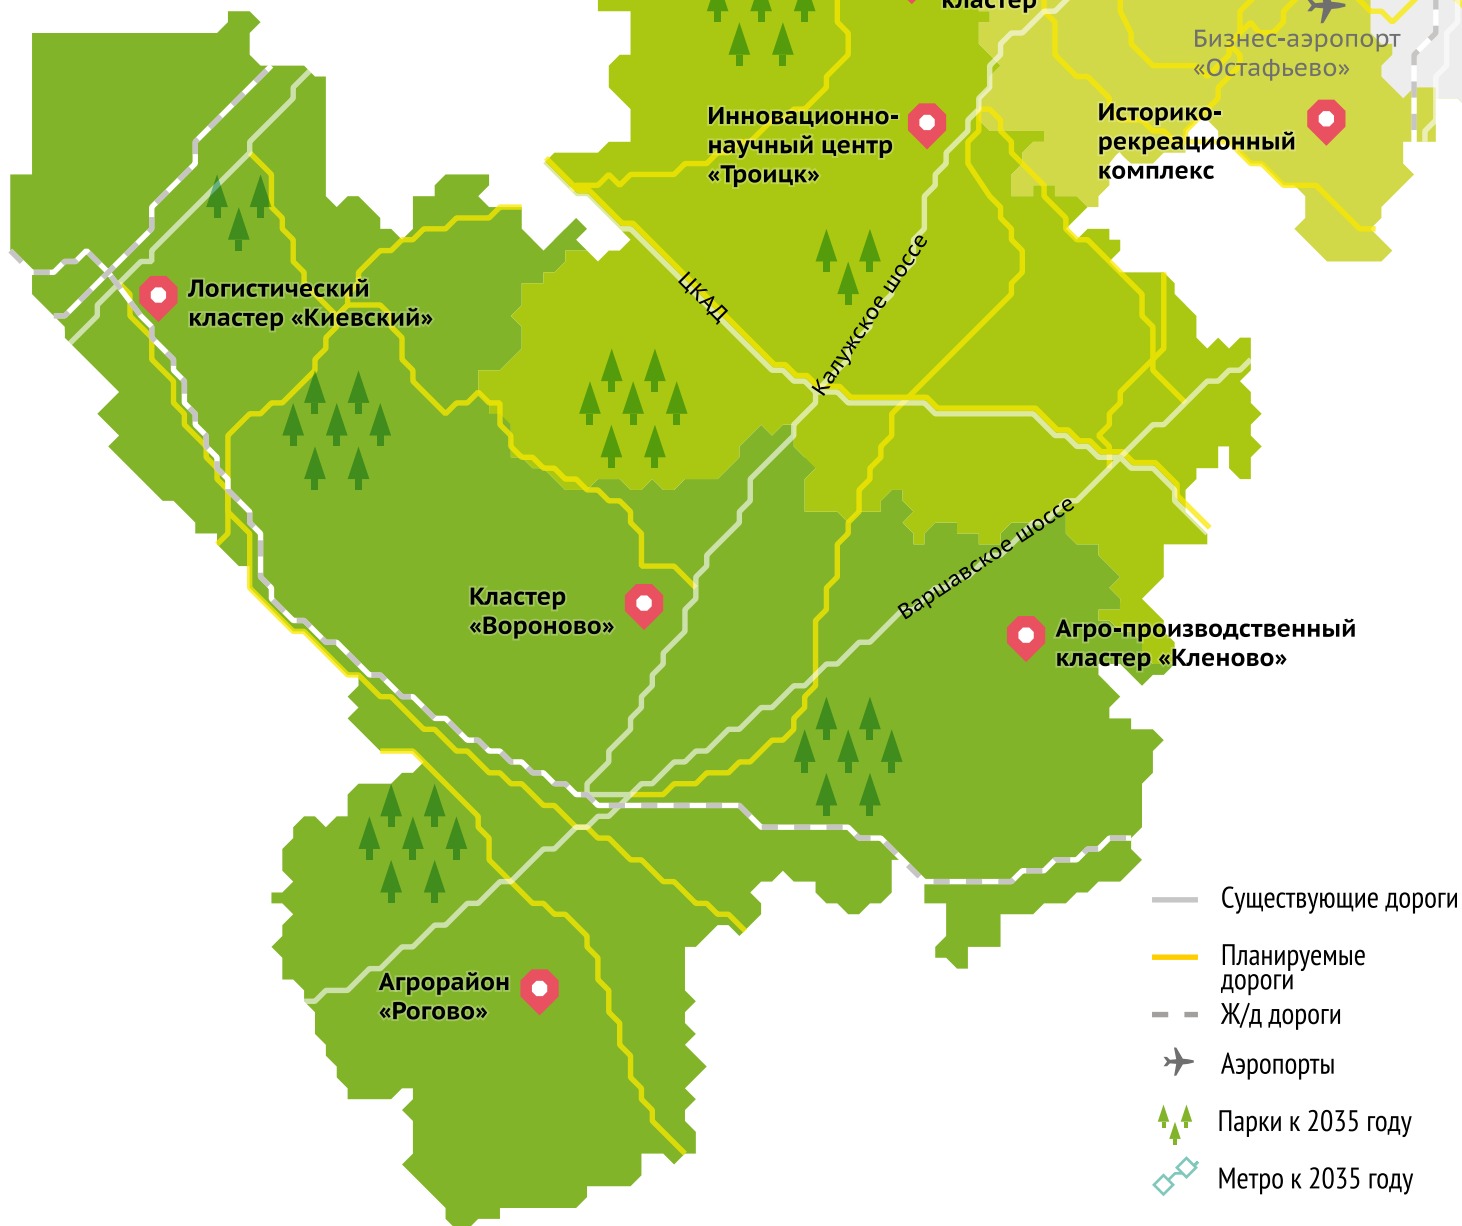 кластер
Бизнес-аэропорт
«Остафьево»
Инновационно-
научный центр
«Троицк»
Историко-
рекреационный
комплекс
ЦКАД
Калужское шоссе
Логистический
кластер «Киевский»
Варшавское шоссе
Кластер
«Вороново»
Агро-производственный
кластер «Кленово»
Агрорайон
«Рогово»
Существующие дороги
Планируемые
дороги
Ж/д дороги
Аэропорты
Парки к 2035 году
Метро к 2035 году